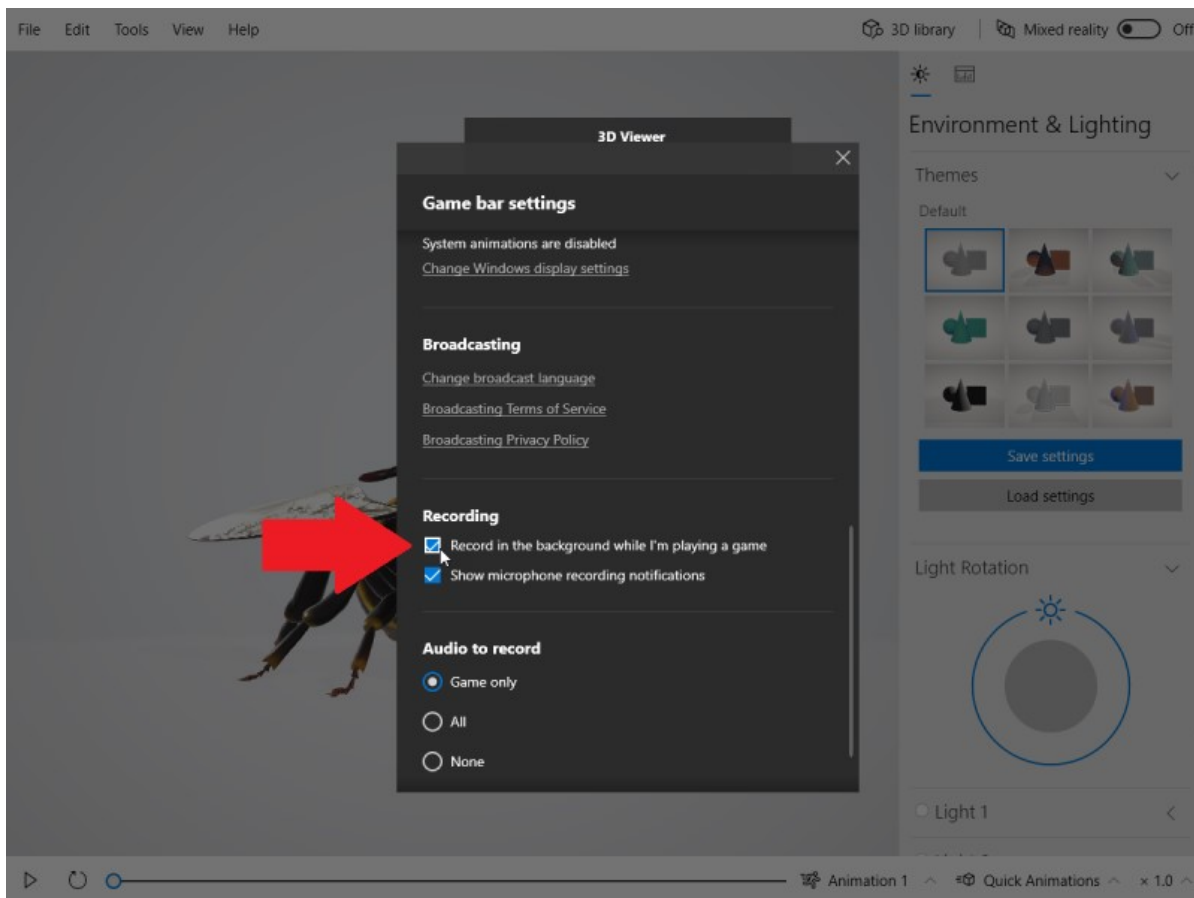 File Edit Tools View Help 3D library Mixed reality Off
Environment & Lighting
Themes
Default
Save settings
Load settings
Light Rotation
Light 1
3D Viewer
Game bar settings
System animations are disabled
Change Windows display settings
Broadcasting
Change broadcast language
Broadcasting Terms of Service
Broadcasting Privacy Policy
Recording
Record in the background while I'm playing a game
Show microphone recording notifications
Audio to record
Game only
All
None
Animation 1 Quick Animations × 1.0